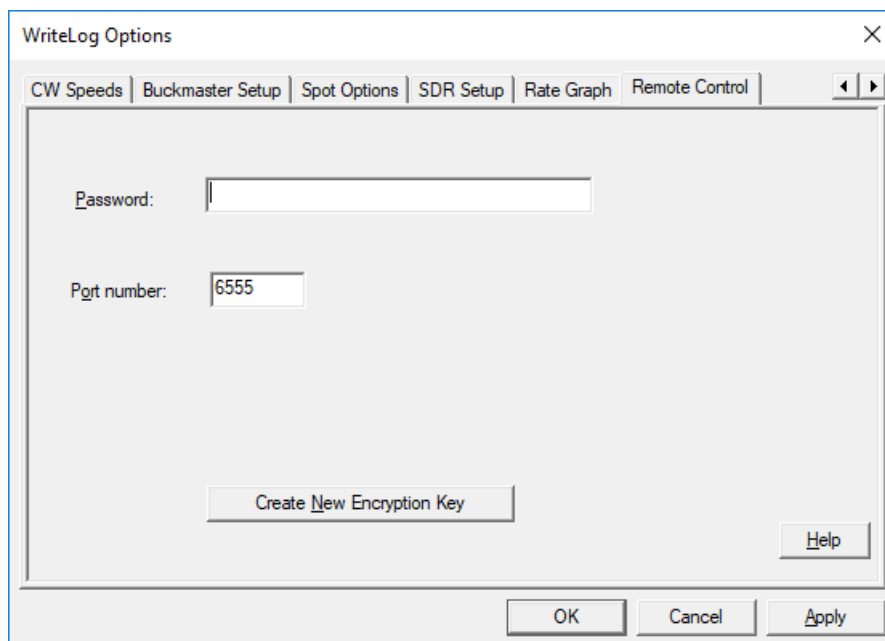 WriteLog Options
CW Speeds Buckmaster Setup Spot Options SDR Setup Rate Graph Remote Control
Password:
Port number: 6555
Create New Encryption Key
Help
OK Cancel Apply